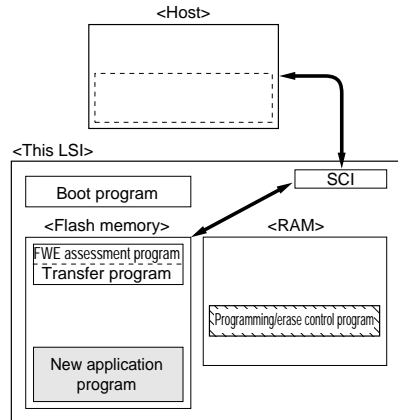 <Host>
<This LSI>
SCI
Boot program
<Flash memory>
<RAM>
FWE assessment program
Transfer program
Programming/erase control program
New application
program